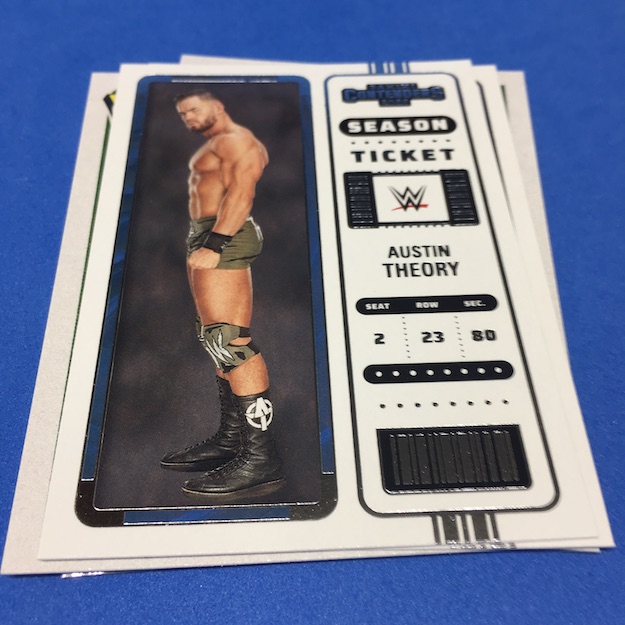 CONTENDERS
SEASON
TICKET
W
AUSTIN
THEORY
SEAT ROW SEC.
2 23 80
A